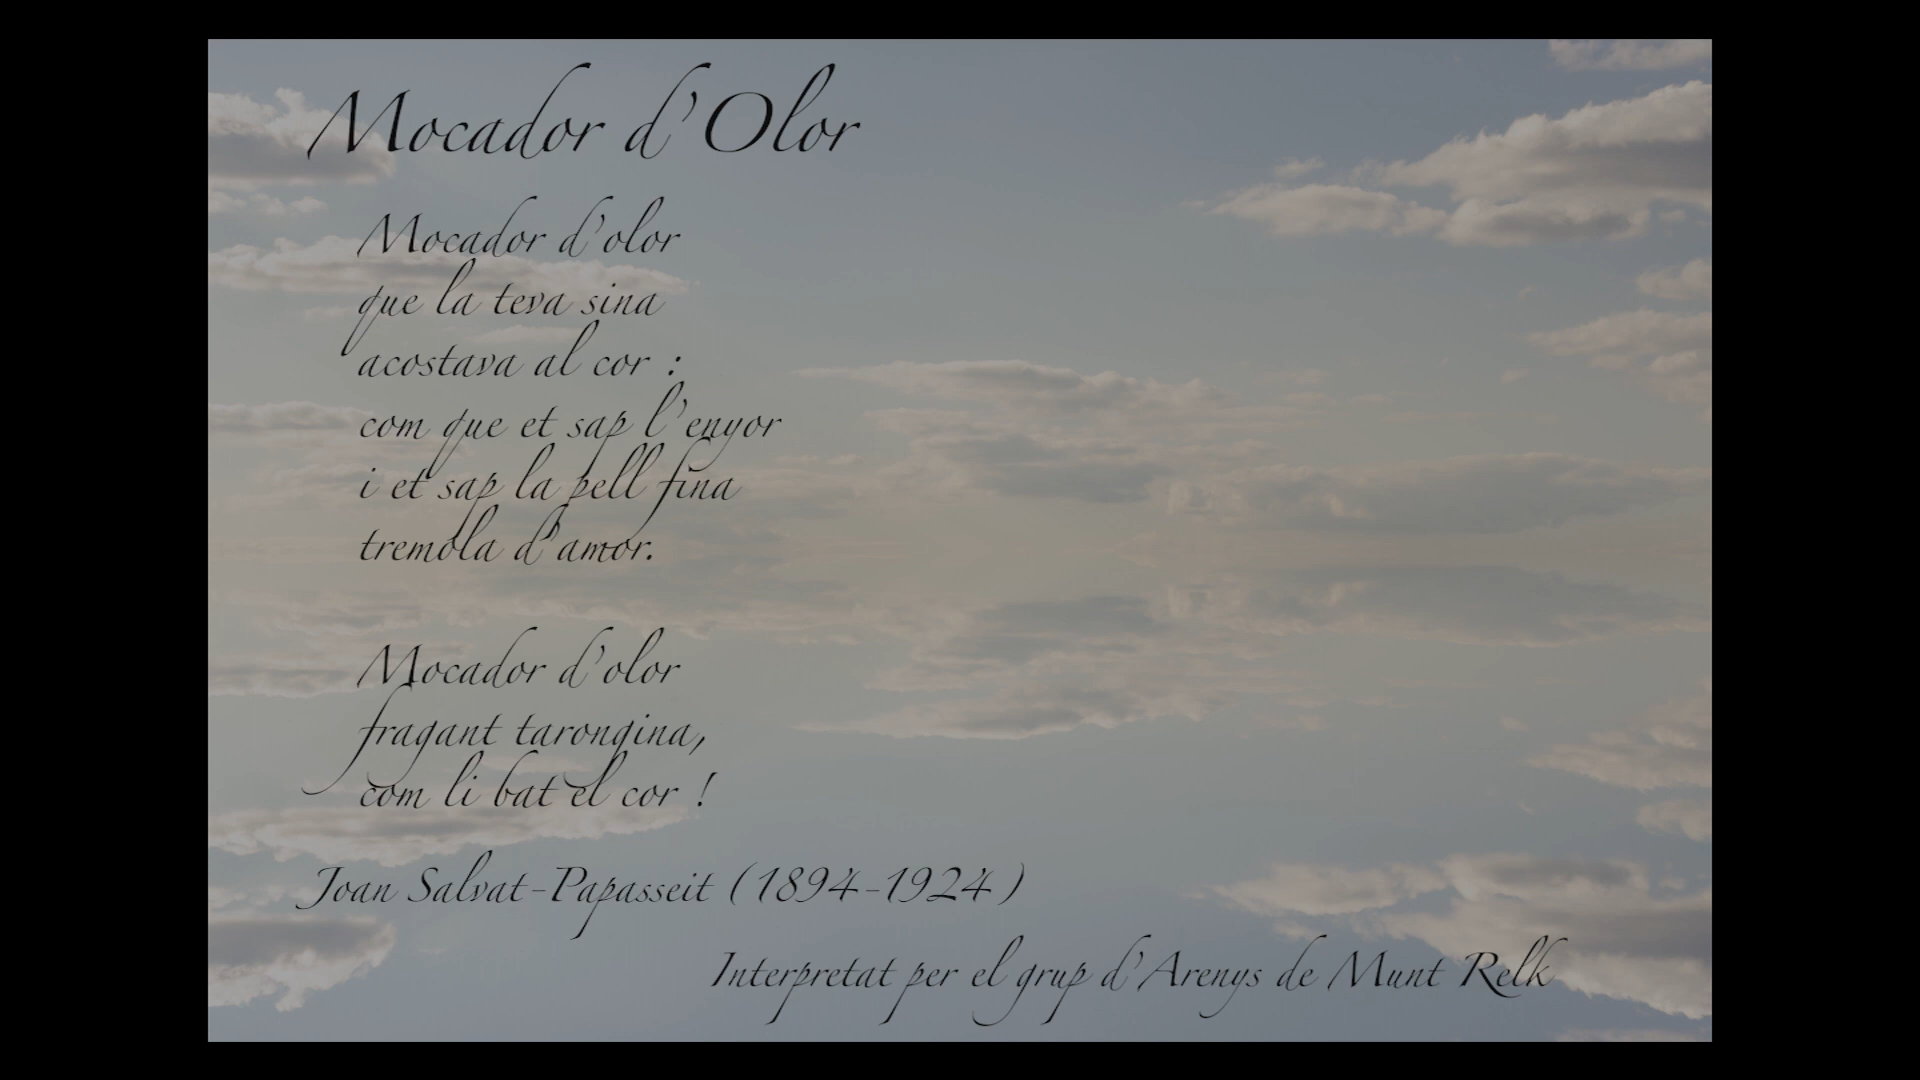 Mocador d'Olor
Mocador d'olor
que la teva sina
acostava al cor :
com que et sap l'enyor
i et sap la pell fina
tremola d'amor.
Mocador d'olor
fragant tarongina,
com li bat el cor !
Joan Salvat-Papasseit (1894-1924)
Interpretat per el grup d'Arenys de Munt Relk